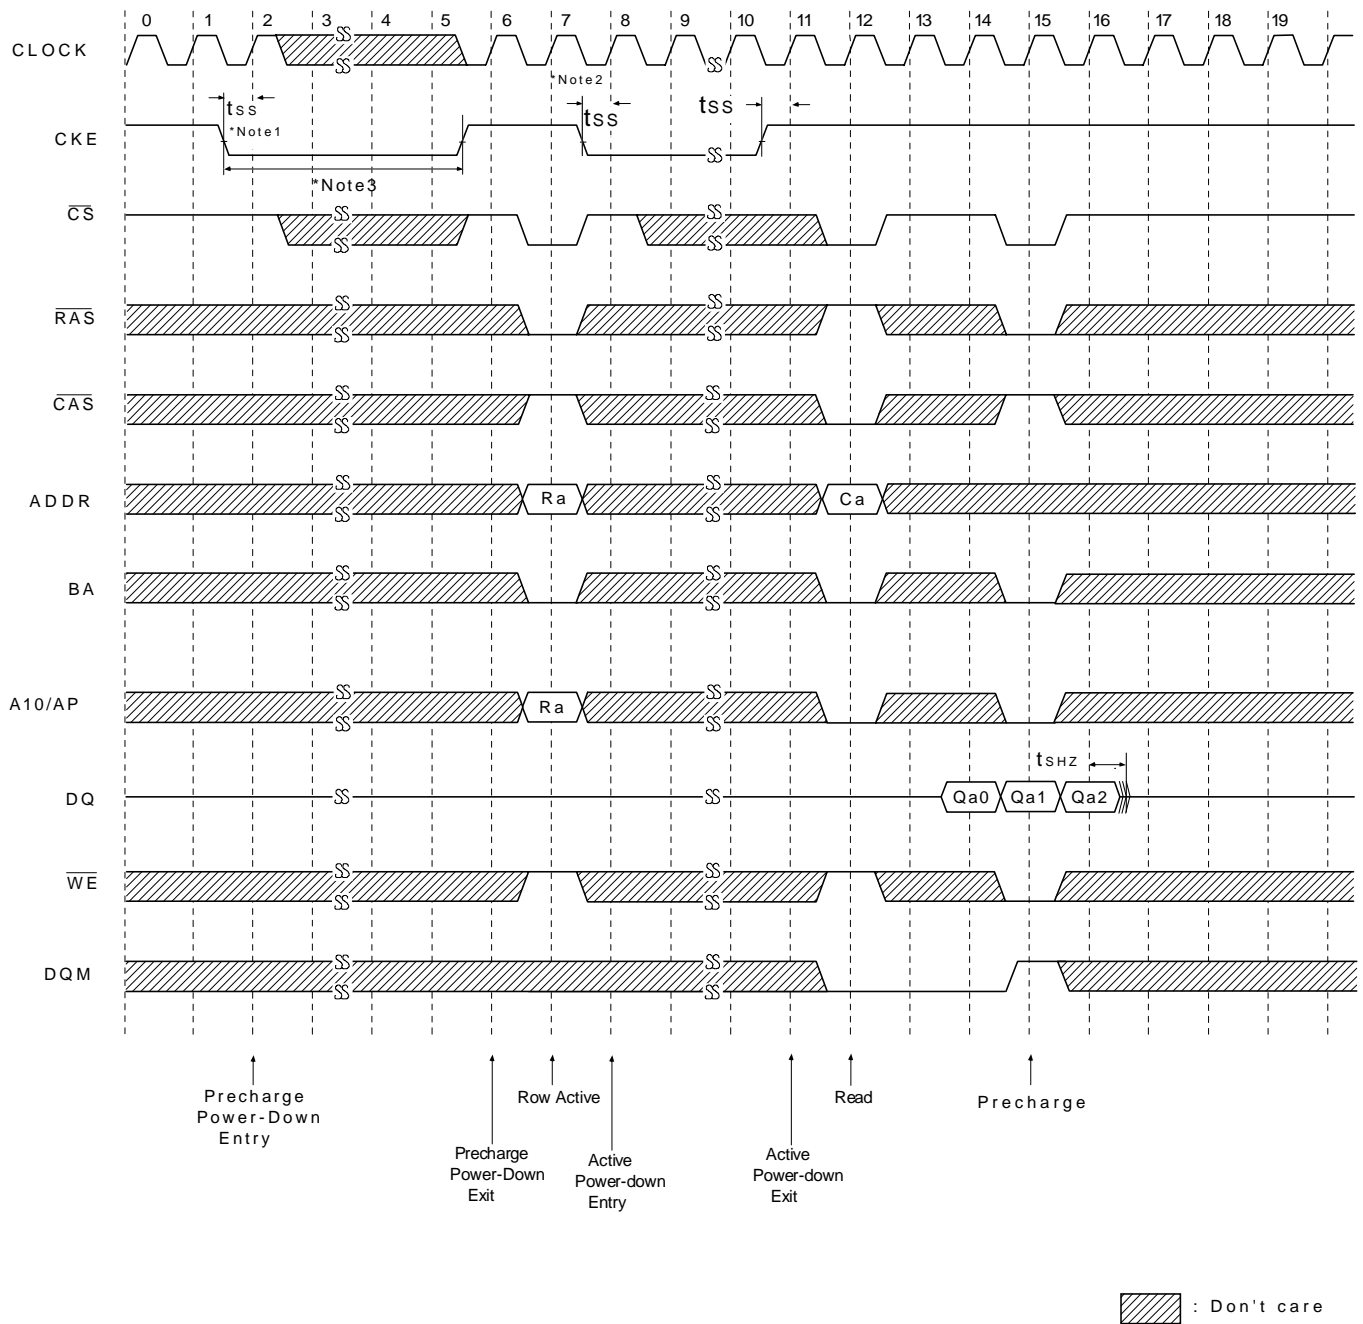 0 1 2 3 4 5 6 7 8 9 10 11 12 13 14 15 16 17 18 19
CLOCK
*Note2
tSS
tSS
tSS
*Note1
CKE
*Note3
CS
RAS
CAS
ADDR Ra Ca
BA
A10/AP Ra
tSHZ
DQ Qa0 Qa1 Qa2
WE
DQM
Precharge
Power-Down
Entry
Row Active
Read
Precharge
Precharge
Power-Down
Exit
Active
Power-down
Entry
Active
Power-down
Exit
: Don't care